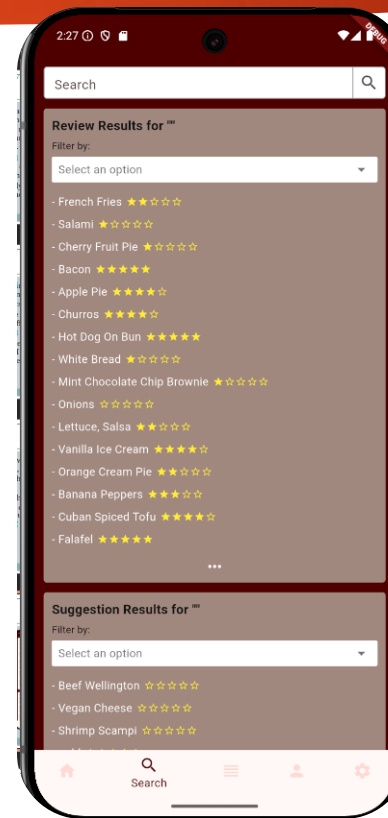 2:27
DEBUG
Search
Review Results for ""
Filter by:
Select an option
- French Fries ★★☆☆☆
- Salami ★☆☆☆☆
- Cherry Fruit Pie ★☆☆☆☆
- Bacon ★★★★★
- Apple Pie ★★★★☆
- Churros ★★★★☆
- Hot Dog On Bun ★★★★★
- White Bread ★☆☆☆☆
- Mint Chocolate Chip Brownie ★☆☆☆☆
- Onions ☆☆☆☆☆
- Lettuce, Salsa ★★☆☆☆
- Vanilla Ice Cream ★★★★☆
- Orange Cream Pie ★★☆☆☆
- Banana Peppers ★★★☆☆
- Cuban Spiced Tofu ★★★★☆
- Falafel ★★★★★
•••
Suggestion Results for ""
Filter by:
Select an option
- Beef Wellington ☆☆☆☆☆
- Vegan Cheese ☆☆☆☆☆
- Shrimp Scampi ☆☆☆☆☆
Search